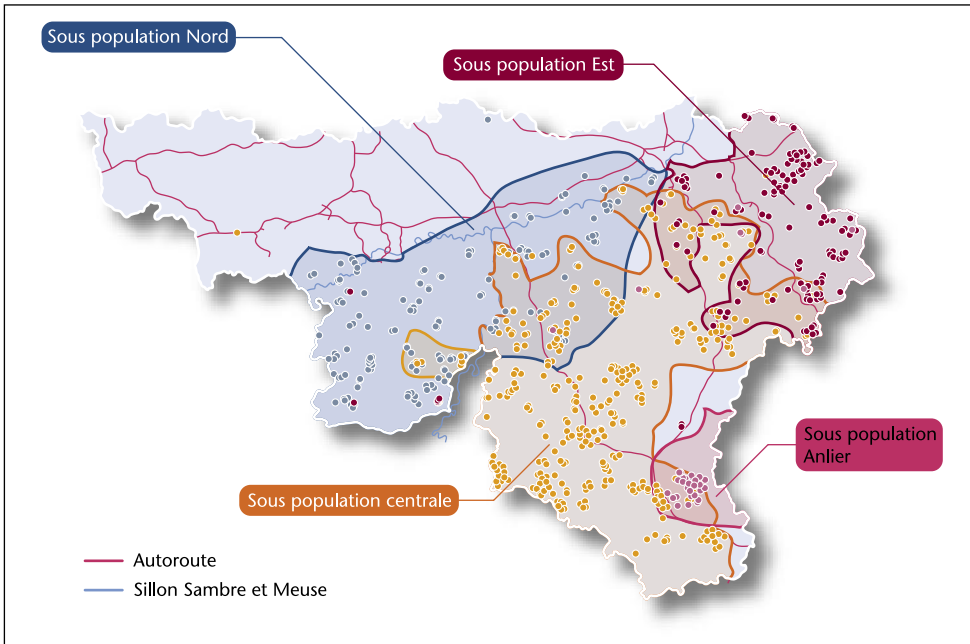 Sous population Nord
Sous population Est
Sous population
Anlier
Sous population centrale
Autoroute
Sillon Sambre et Meuse